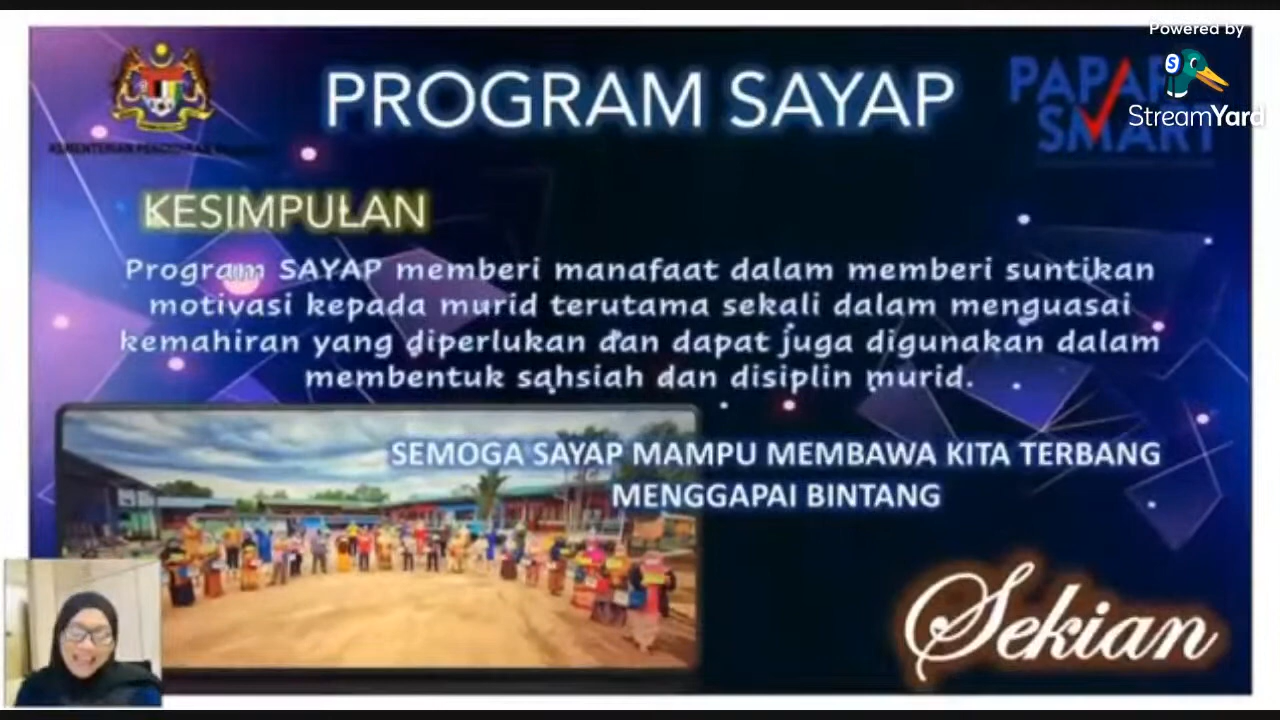 Powered by
StreamYard
PROGRAM SAYAP
SMART
KESIMPULAN
Program SAYAP memberi manafaat dalam memberi suntikan
motivasi kepada murid terutama sekali dalam menguasai
kemahiran yang diperlukan dan dapat juga digunakan dalam
membentuk sahsiah dan disiplin murid.
SEMOGA SAYAP MAMPU MEMBAWA KITA TERBANG
MENGGAPAI BINTANG
Sekian